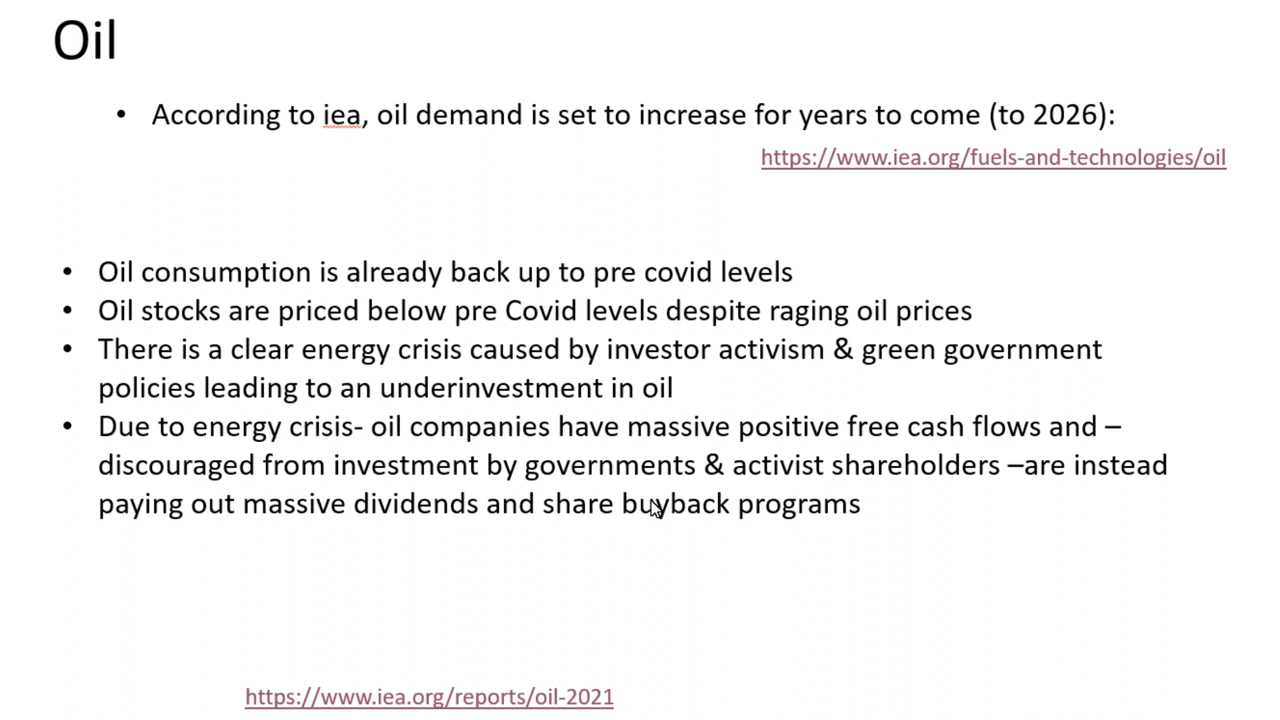 Oil
• According to iea, oil demand is set to increase for years to come (to 2026):
https://www.iea.org/fuels-and-technologies/oil
• Oil consumption is already back up to pre covid levels
• Oil stocks are priced below pre Covid levels despite raging oil prices
• There is a clear energy crisis caused by investor activism & green government
policies leading to an underinvestment in oil
• Due to energy crisis- oil companies have massive positive free cash flows and –
discouraged from investment by governments & activist shareholders –are instead
paying out massive dividends and share buyback programs
https://www.iea.org/reports/oil-2021